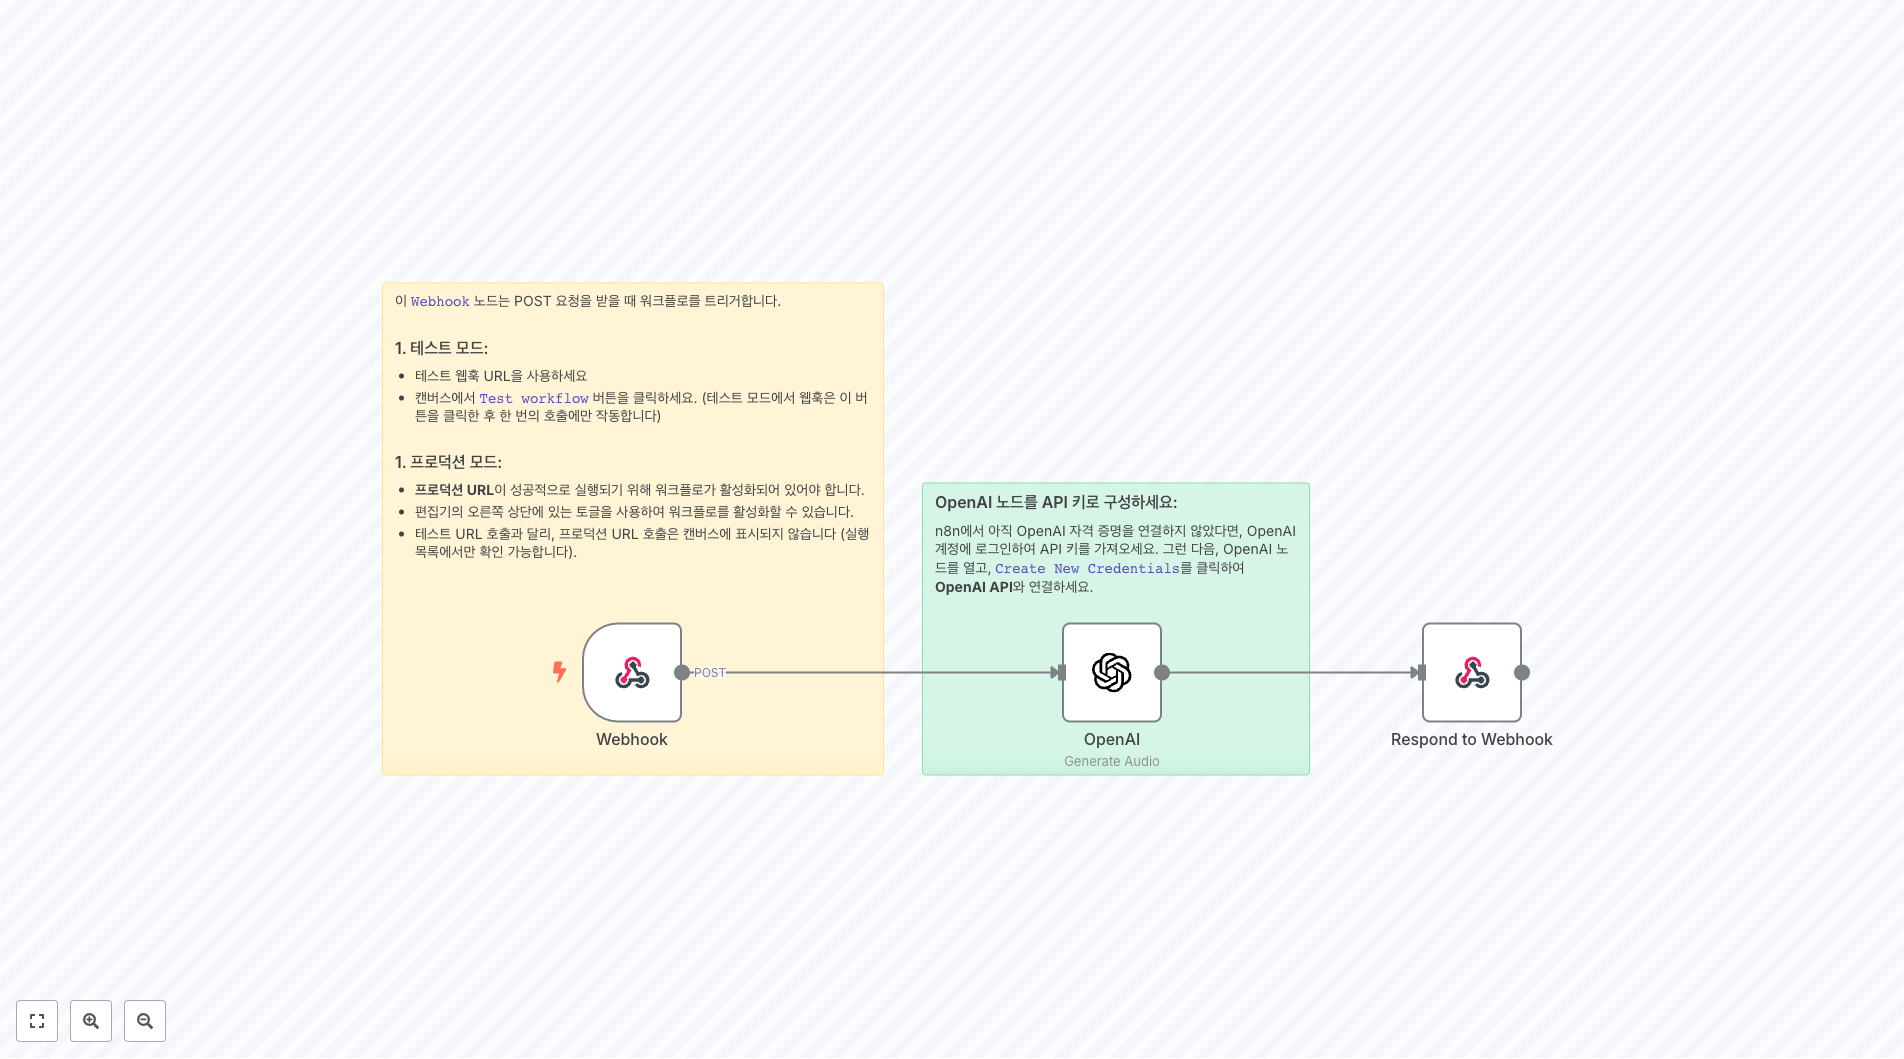 이 Webhook 노드는 POST 요청을 받을 때 워크플로를 트리거합니다.
1. 테스트 모드:
• 테스트 웹훅 URL을 사용하세요
• 캔버스에서 Test workflow 버튼을 클릭하세요. (테스트 모드에서 웹훅은 이 버
튼을 클릭한 후 한 번의 호출에만 작동합니다)
1. 프로덕션 모드:
• 프로덕션 URL이 성공적으로 실행되기 위해 워크플로가 활성화되어 있어야 합니다.
• 편집기의 오른쪽 상단에 있는 토글을 사용하여 워크플로를 활성화할 수 있습니다.
• 테스트 URL 호출과 달리, 프로덕션 URL 호출은 캔버스에 표시되지 않습니다 (실행
목록에서만 확인 가능합니다).
OpenAI 노드를 API 키로 구성하세요:
n8n에서 아직 OpenAI 자격 증명을 연결하지 않았다면, OpenAI
계정에 로그인하여 API 키를 가져오세요. 그런 다음, OpenAI 노
드를 열고, Create New Credentials를 클릭하여
OpenAI API와 연결하세요.
POST
Webhook
OpenAI
Generate Audio
Respond to Webhook